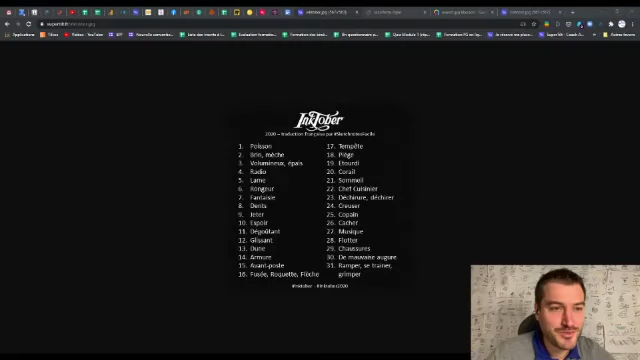 InkTober
2020 – traduction française par #SketchnoteFacile
1. Poisson
2. Brin, mèche
3. Volumineux, épais
4. Radio
5. Lame
6. Rongeur
7. Fantaisie
8. Dents
9. Jeter
10. Espoir
11. Dégoûtant
12. Glissant
13. Dune
14. Armure
15. Avant-poste
16. Fusée, Roquette, Flèche
17. Tempête
18. Piège
19. Etourdi
20. Corail
21. Sommeil
22. Chef Cuisinier
23. Déchirure, déchirer
24. Creuser
25. Copain
26. Cacher
27. Musique
28. Flotter
29. Chaussures
30. De mauvaise augure
31. Ramper, se trainer,
grimper
#inktober #inktober2020